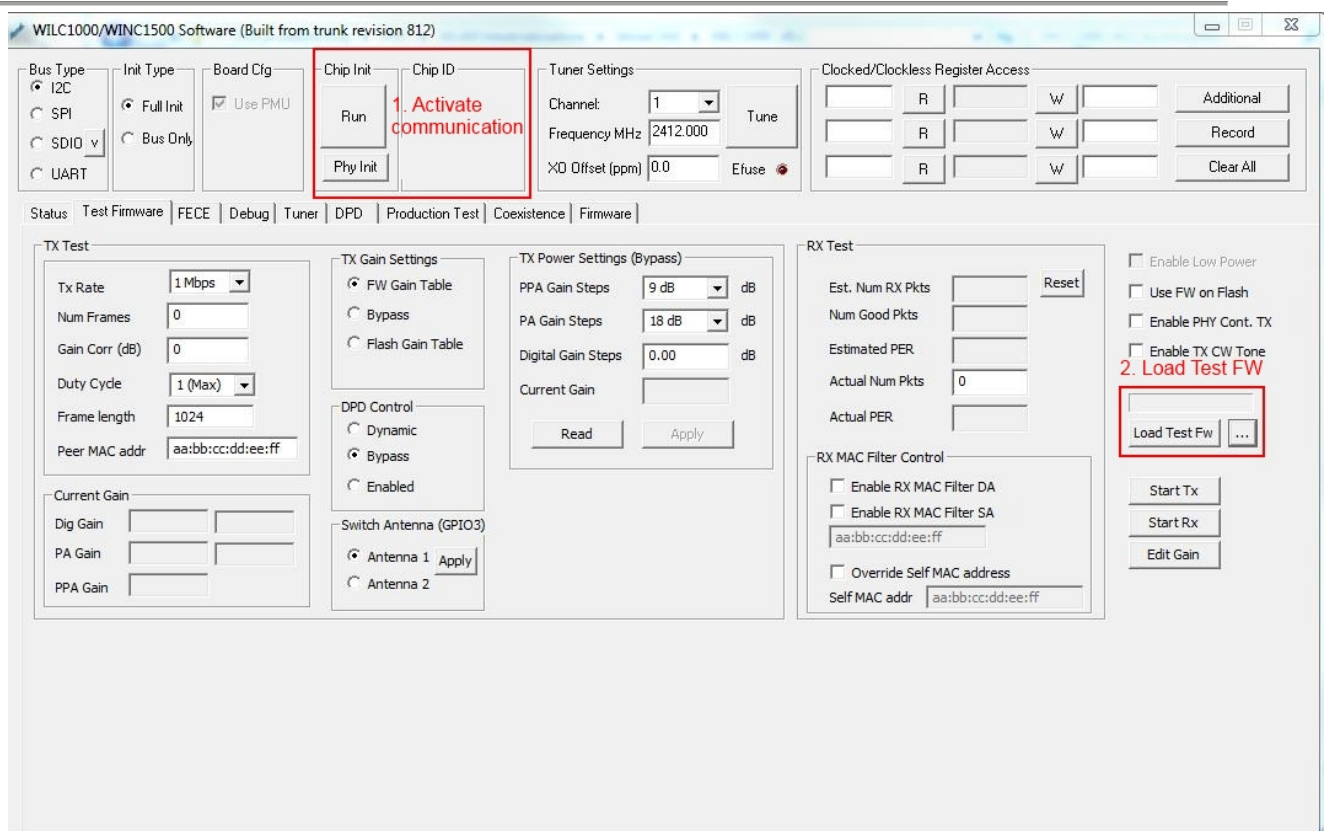 WILC1000/WINC1500 Software (Built from trunk revision 812)
Bus Type
I2C
SPI
SDIO v
UART
Init Type
Full Init
Bus Only
Board Cfg
Use PMU
Chip Init
Run
Phy Init
Chip ID
1. Activate
communication
Tuner Settings
Channel: 1
Frequency MHz 2412.000
XO Offset (ppm) 0.0
Tune
Efuse
Clocked/Clockless Register Access
R W Additional
R W Record
R W Clear All
Status Test Firmware FECE Debug Tuner DPD Production Test Coexistence Firmware
TX Test
Tx Rate 1 Mbps
Num Frames 0
Gain Corr (dB) 0
Duty Cycle 1 (Max)
Frame length 1024
Peer MAC addr aa:bb:cc:dd:ee:ff
Current Gain
Dig Gain
PA Gain
PPA Gain
TX Gain Settings
FW Gain Table
Bypass
Flash Gain Table
DPD Control
Dynamic
Bypass
Enabled
Switch Antenna (GPIO3)
Antenna 1 Apply
Antenna 2
TX Power Settings (Bypass)
PPA Gain Steps 9 dB dB
PA Gain Steps 18 dB dB
Digital Gain Steps 0.00 dB
Current Gain
Read Apply
RX Test
Est. Num RX Pkts Reset
Num Good Pkts
Estimated PER
Actual Num Pkts 0
Actual PER
RX MAC Filter Control
Enable RX MAC Filter DA
Enable RX MAC Filter SA
aa:bb:cc:dd:ee:ff
Override Self MAC address
Self MAC addr aa:bb:cc:dd:ee:ff
Enable Low Power
Use FW on Flash
Enable PHY Cont. TX
Enable TX CW Tone
2. Load Test FW
Load Test Fw ...
Start Tx
Start Rx
Edit Gain